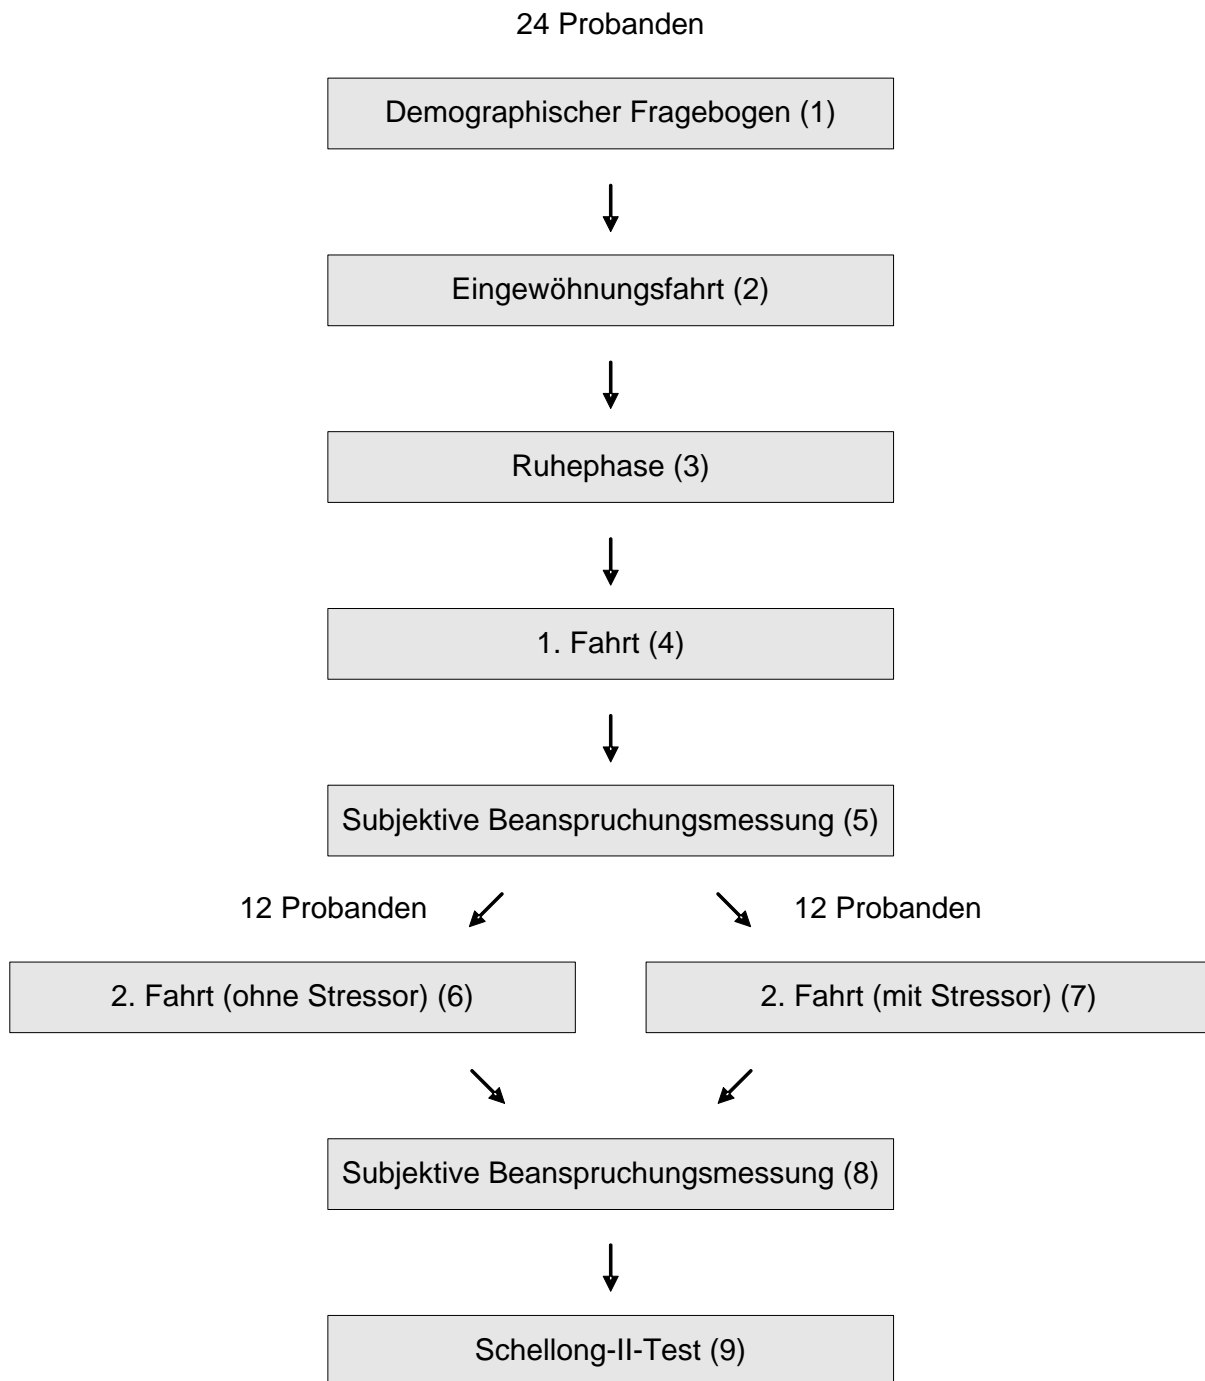 24 Probanden
Demographischer Fragebogen (1)
Eingewöhnungsfahrt (2)
Ruhephase (3)
1. Fahrt (4)
Subjektive Beanspruchungsmessung (5)
12 Probanden
12 Probanden
2. Fahrt (ohne Stressor) (6)
2. Fahrt (mit Stressor) (7)
Subjektive Beanspruchungsmessung (8)
Schellong-II-Test (9)